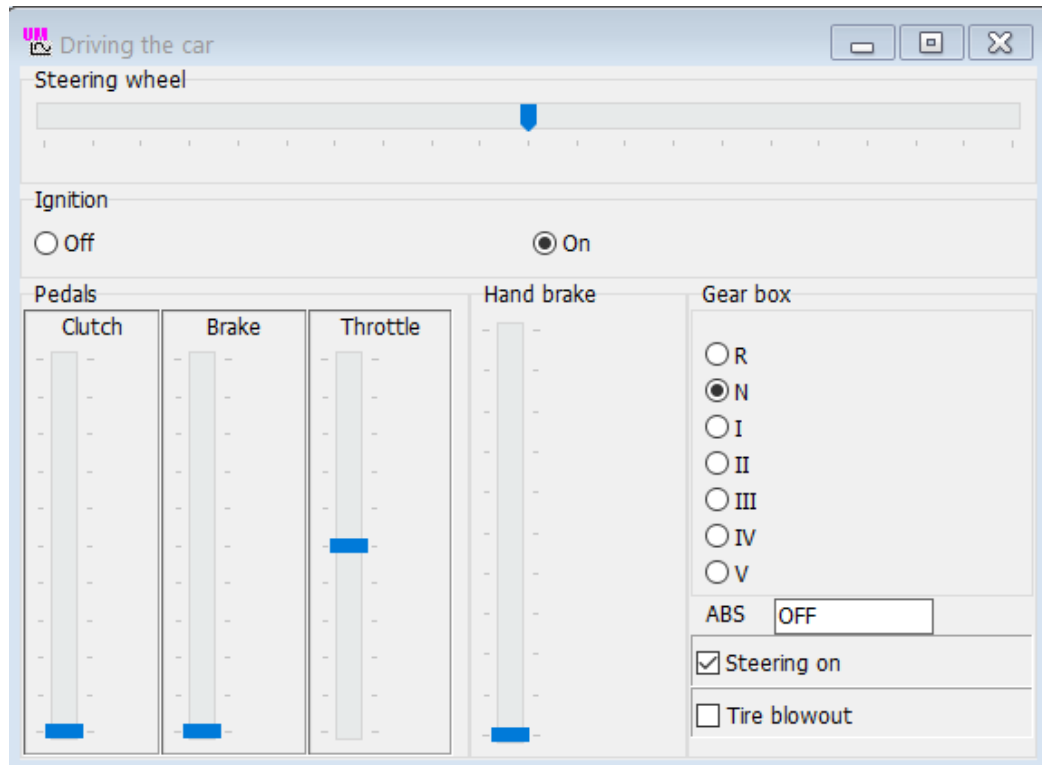 UM Driving the car
Steering wheel
Ignition
Off On
Pedals Hand brake Gear box
Clutch Brake Throttle
R
N
I
II
III
IV
V
ABS OFF
Steering on
Tire blowout